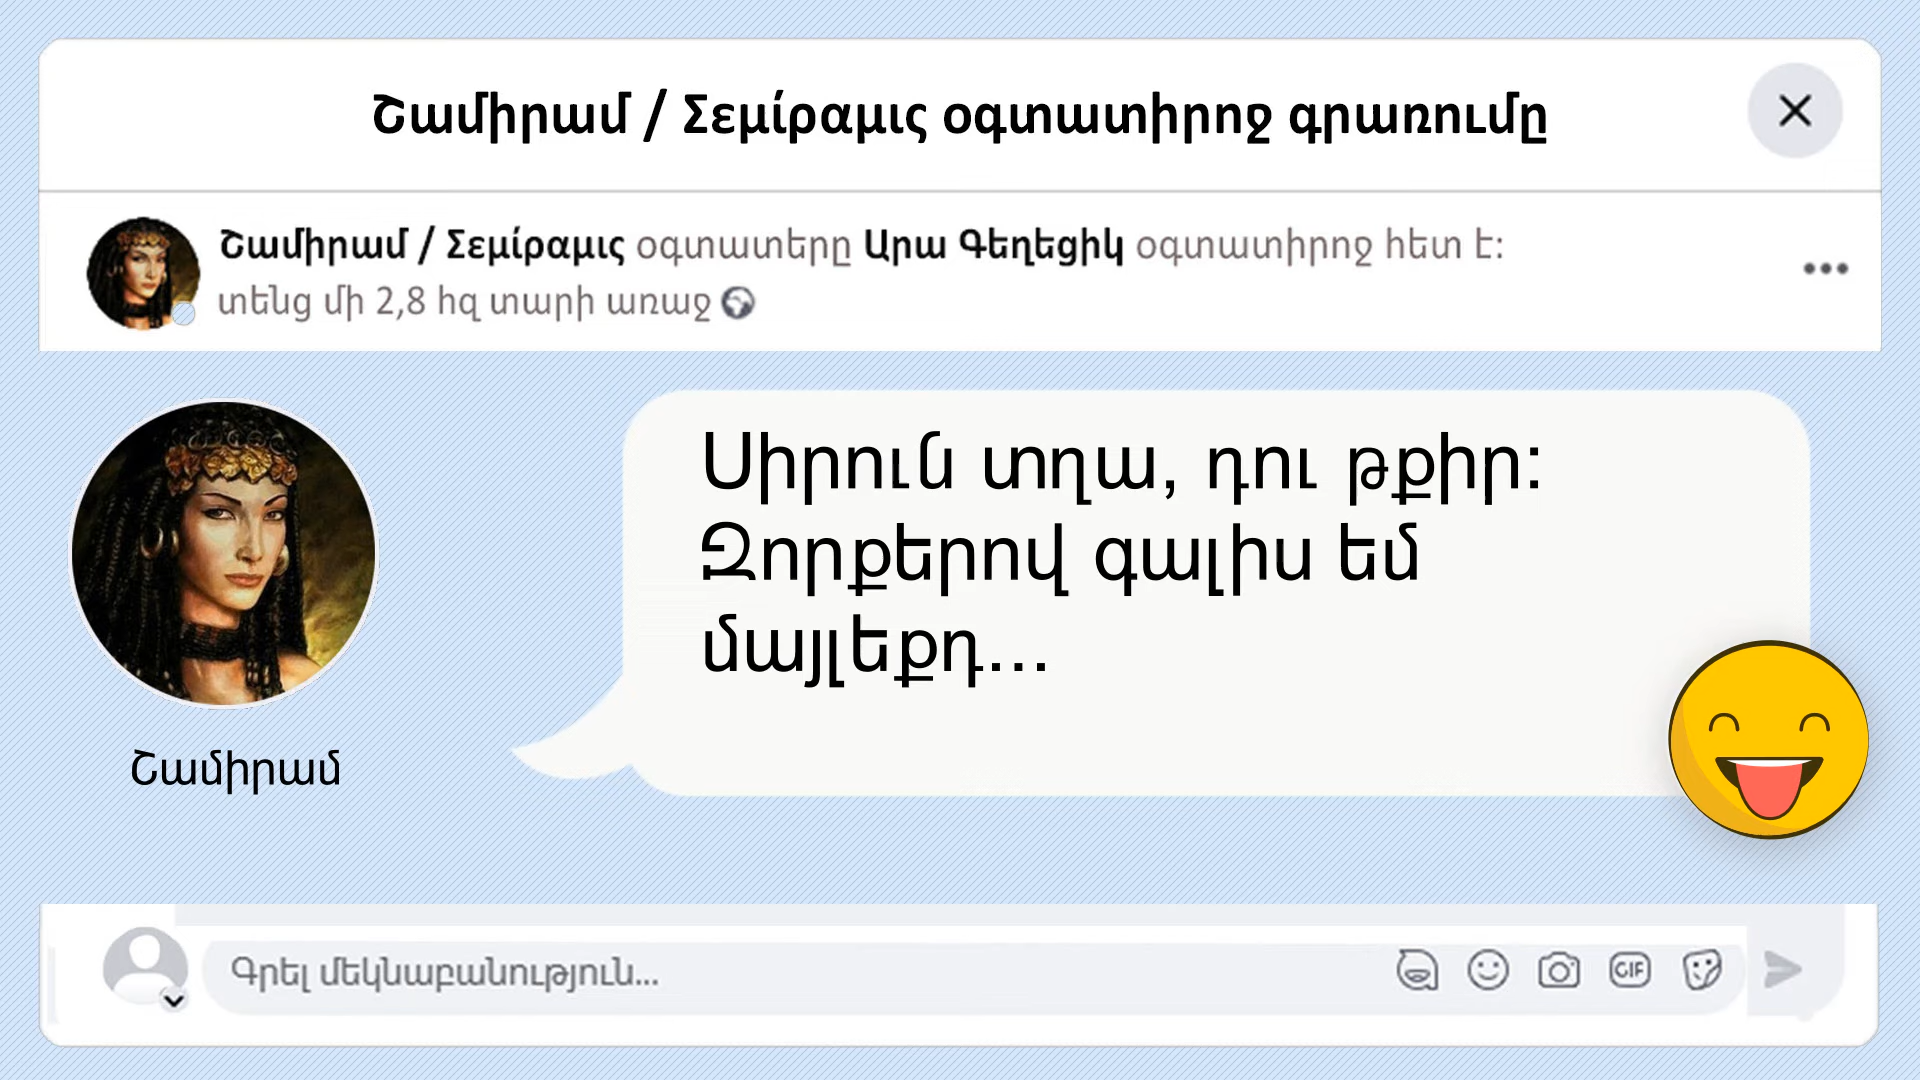 Շամիրամ / Σεμίραμις օգտատիրոջ գրառումը
Շամիրամ / Σεμίραμις օգտատերը Արա Գեղեցիկ օգտատիրոջ հետ է:
տենց մի 2,8 հզ տարի առաջ
Սիրուն տղա, դու թքիր:
Զորքերով գալիս եմ
մայլեքդ...
Շամիրամ
Գրել մեկնաբանություն...
GIF